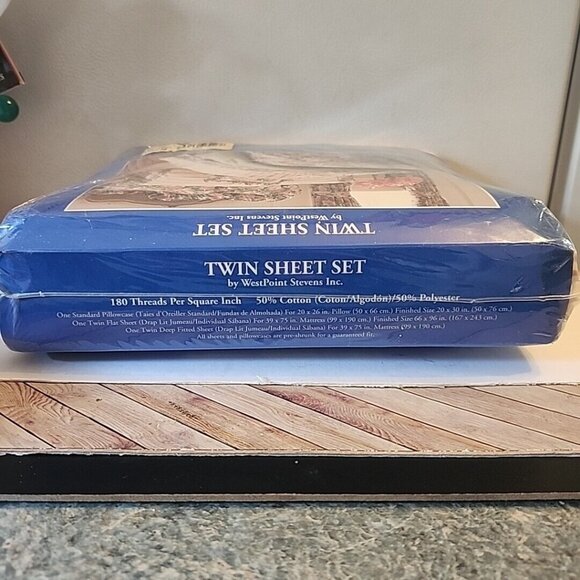 TWIN SHEET SET
by WestPoint Stevens Inc.
TWIN SHEET SET
by WestPoint Stevens Inc.
180 Threads Per Square Inch 50% Cotton (Coton/Algodón)/50% Polyester
One Standard Pillowcase (Taies d'Oreiller Standard/Fundas de Almohada) For 20 x 26 in. Pillow (50 x 66 cm.) Finished Size 20 x 30 in. (50 x 76 cm.)
One Twin Flat Sheet (Drap Lit Jumeau/Individual Sábana) For 39 x 75 in. Mattress (99 x 190 cm.) Finished Size 66 x 96 in. (167 x 243 cm.)
One Twin Deep Fitted Sheet (Drap Lit Jumeau/Individual Sábana) For 39 x 75 in. Mattress (99 x 190 cm.)
All sheets and pillowcases are pre-shrunk for a guaranteed fit.